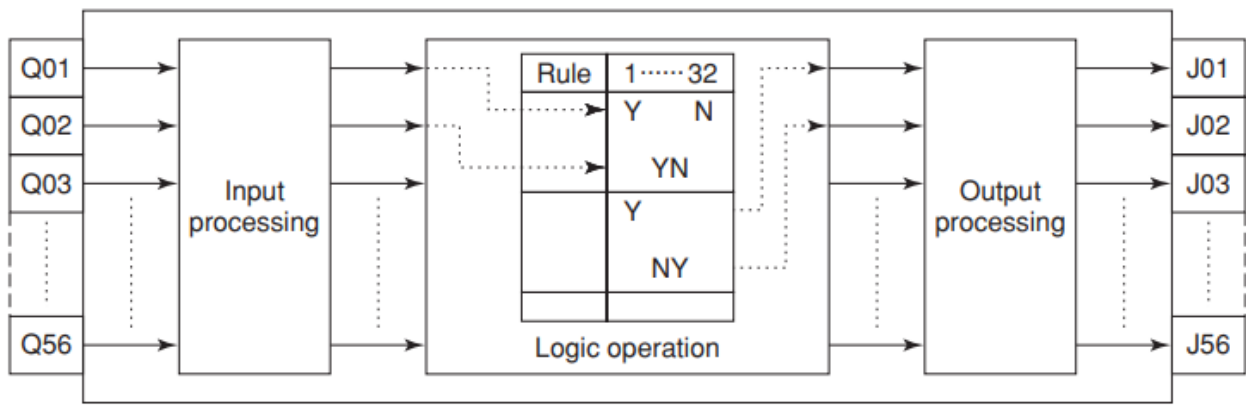 Q01
Q02
Q03
Q56
Input
processing
Rule 1······32
Y N
YN
Y
NY
Logic operation
Output
processing
J01
J02
J03
J56